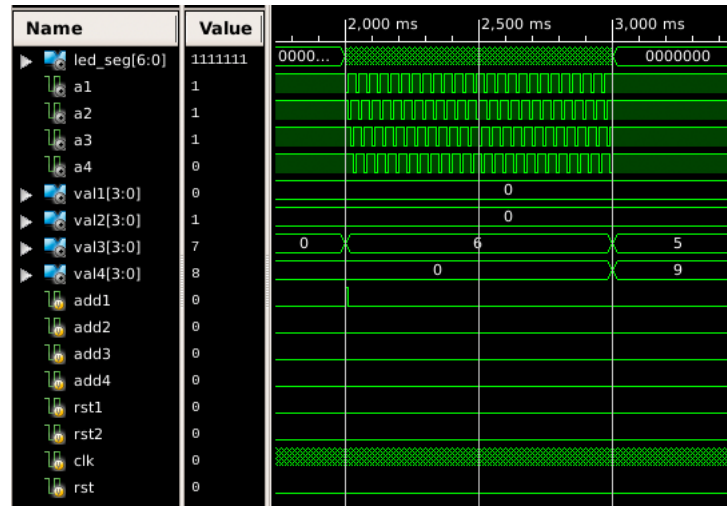 Name Value 2,000 ms 2,500 ms 3,000 ms
led_seg[6:0] 1111111 0000... 0000000
a1 1
a2 1
a3 1
a4 0
val1[3:0] 0 0
val2[3:0] 1 0
val3[3:0] 7 0 6 5
val4[3:0] 8 0 9
add1 0
add2 0
add3 0
add4 0
rst1 0
rst2 0
clk 0
rst 0